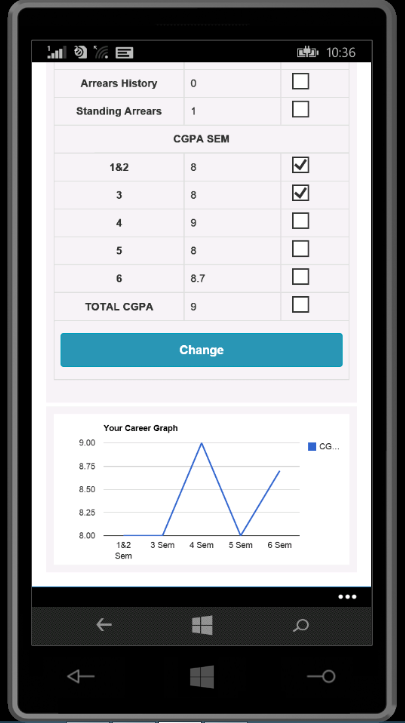 10:36
Arrears History 0
Standing Arrears 1
CGPA SEM
1&2 8
3 8
4 9
5 8
6 8.7
TOTAL CGPA 9
Change
Your Career Graph
CG...
9.00
8.75
8.50
8.25
8.00
1&2 Sem 3 Sem 4 Sem 5 Sem 6 Sem